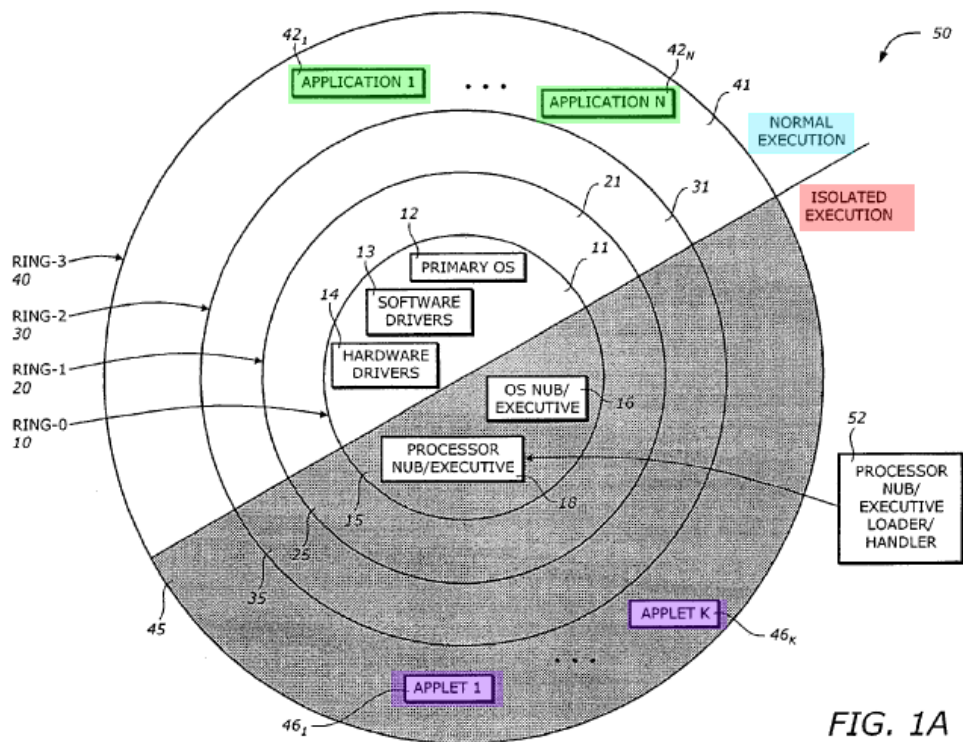 42₁
APPLICATION 1
...
42N
APPLICATION N
41
50
NORMAL
EXECUTION
ISOLATED
EXECUTION
21
31
12
PRIMARY OS
11
13
SOFTWARE
DRIVERS
14
HARDWARE
DRIVERS
RING-3
40
RING-2
30
RING-1
20
RING-0
10
OS NUB/
EXECUTIVE
16
PROCESSOR
NUB/EXECUTIVE
18
15
25
35
45
52
PROCESSOR
NUB/
EXECUTIVE
LOADER/
HANDLER
APPLET K
46K
...
APPLET 1
46₁
FIG. 1A